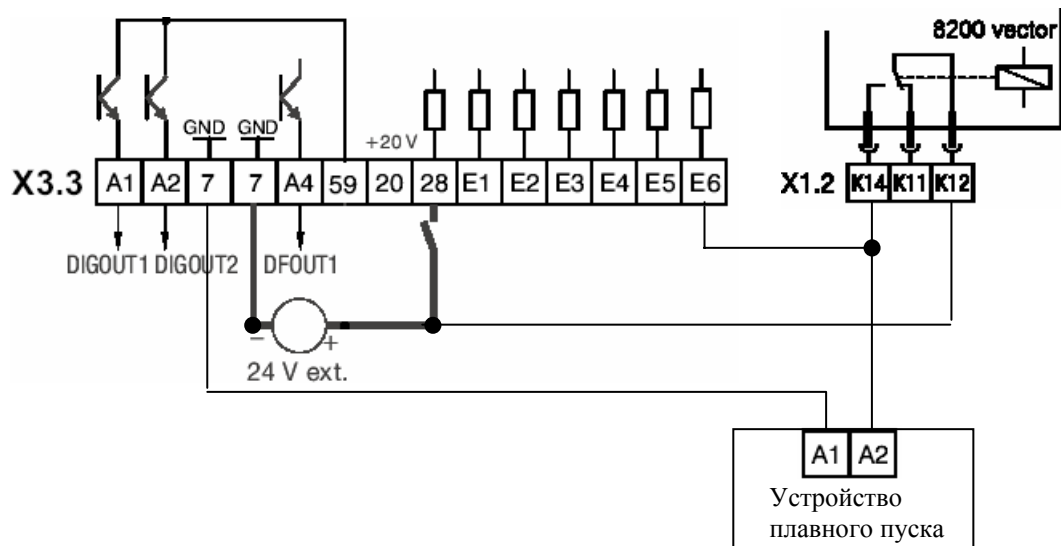 8200 vector
GND GND
+20 V
X3.3 A1 A2 7 7 A4 59 20 28 E1 E2 E3 E4 E5 E6
X1.2 K14 K11 K12
DIGOUT1 DIGOUT2 DFOUT1
− +
24 V ext.
A1 A2
Устройство
плавного пуска